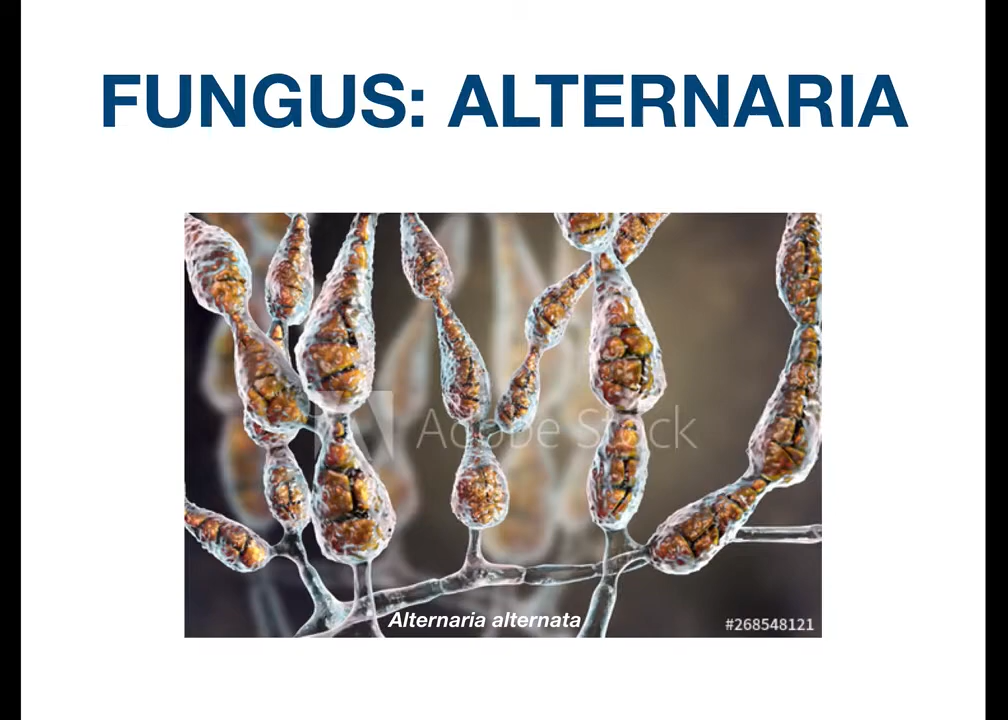 FUNGUS: ALTERNARIA
Adobe Stock
Alternaria alternata
#268548121